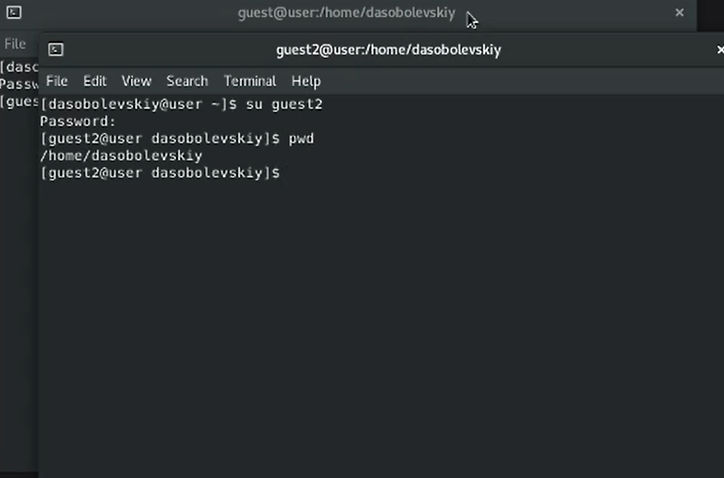 guest@user:/home/dasobolevskiy
File
[dasc
Passw
[gues
guest2@user:/home/dasobolevskiy
File Edit View Search Terminal Help
[dasobolevskiy@user ~]$ su guest2
Password:
[guest2@user dasobolevskiy]$ pwd
/home/dasobolevskiy
[guest2@user dasobolevskiy]$